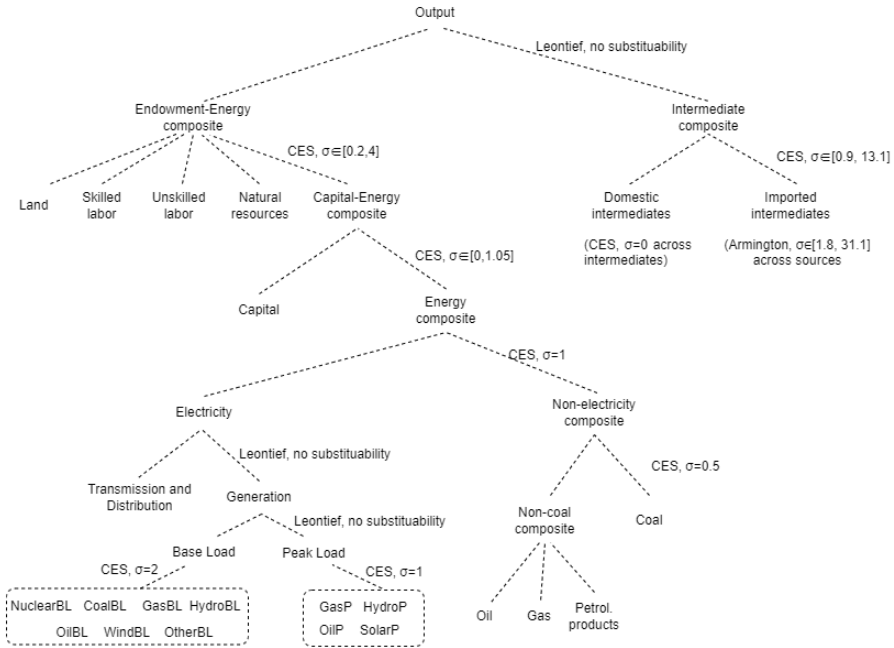 Output
Leontief, no substituability
Endowment-Energy
composite
Intermediate
composite
CES, σ∈[0.2,4]
CES, σ∈[0.9, 13.1]
Land
Skilled
labor
Unskilled
labor
Natural
resources
Capital-Energy
composite
Domestic
intermediates
Imported
intermediates
(CES, σ=0 across
intermediates)
(Armington, σ∈[1.8, 31.1]
across sources
CES, σ∈[0,1.05]
Capital
Energy
composite
CES, σ=1
Electricity
Non-electricity
composite
Leontief, no substituability
CES, σ=0.5
Transmission and
Distribution
Generation
Non-coal
composite
Coal
Leontief, no substituability
Base Load
Peak Load
CES, σ=2
CES, σ=1
NuclearBL CoalBL GasBL HydroBL
OilBL WindBL OtherBL
GasP HydroP
OilP SolarP
Oil
Gas
Petrol.
products